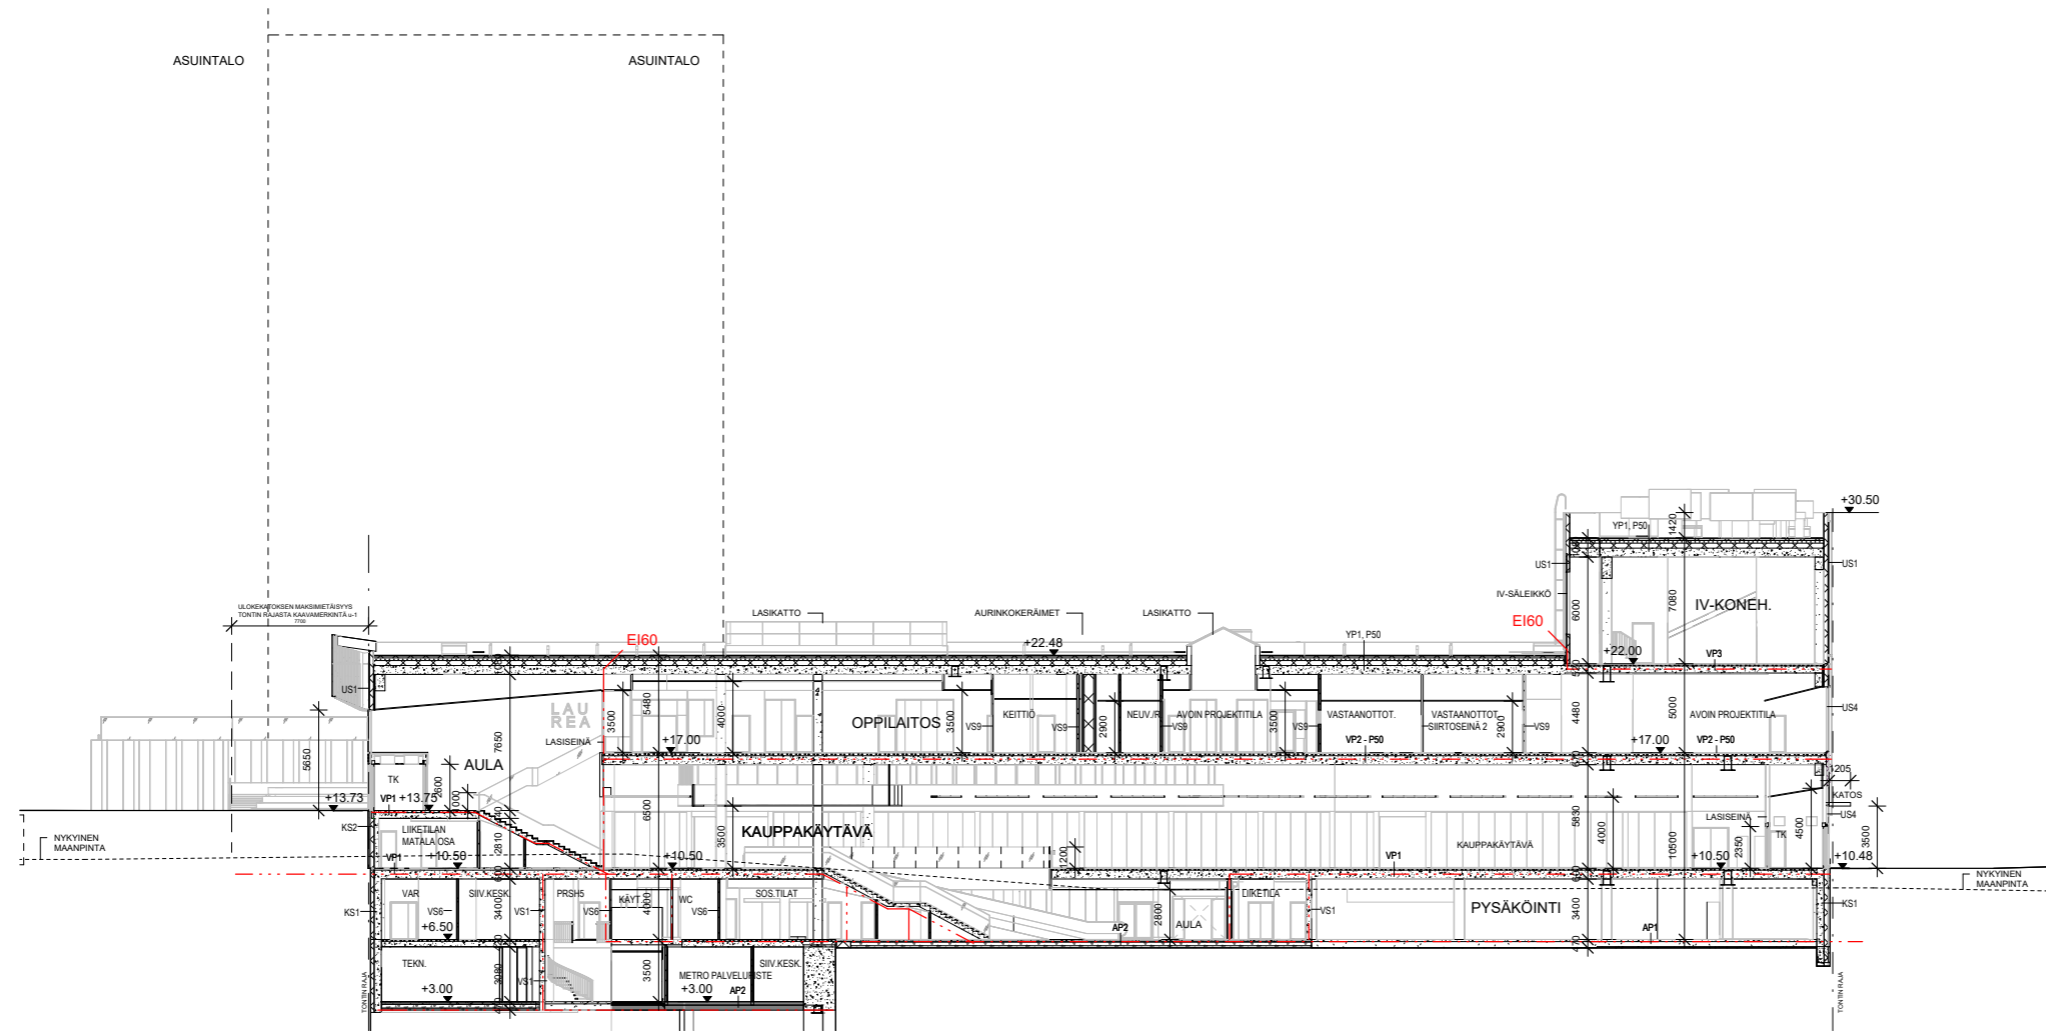 ASUINTALO
ASUINTALO
+30.50
YP1, P50
1420
US1
US1
IV-SÄLEIKKÖ
6000
7080
IV-KONEH.
ULOKEKATOKSEN MAKSIMIETÄISYYS
TONTIN RAJASTA KAAVAMERKINTÄ u-1
7700
LASIKATTO
AURINKOKERÄIMET
LASIKATTO
EI60
EI60
YP1, P50
+22.48
+22.00
VP3
US1
LAU
REA
3500
5480
4000
OPPILAITOS
3500
VS9
KEITTIÖ
VS9
2900
NEUV./R.
VS9
AVOIN PROJEKTITILA
3500
VS9
VASTAANOTTOT.
VASTAANOTTOT.
SIIRTOSEINÄ 2
2900
VS9
4480
5000
AVOIN PROJEKTITILA
US4
LASISEINÄ
7650
5650
+17.00
VP2 - P50
+17.00
VP2 - P50
AULA
TK
2600
1000
VP1
+13.73
+13.75
1205
KATOS
US4
LASISEINÄ
TK
4500
3500
KS2
LIIKETILAN
MATALA OSA
2810
6500
3500
KAUPPAKÄYTÄVÄ
1200
KAUPPAKÄYTÄVÄ
5830
4000
10500
2350
NYKYINEN
MAANPINTA
VP1
+10.50
+10.50
VP1
+10.50
+10.48
NYKYINEN
MAANPINTA
VAR
SIIV.KESK.
PRSH5
KÄYT.
WC
SOS.TILAT
LIIKETILA
KS1
VS6
3400
VS1
VS6
4000
VS6
2800
AULA
VS1
PYSÄKÖINTI
3400
KS1
+6.50
AP2
AP1
470
TEKN.
3080
VS1
3500
METRO PALVELUPISTE
SIIV.KESK.
+3.00
+3.00
AP2
TONTIN RAJA
TONTIN RAJA